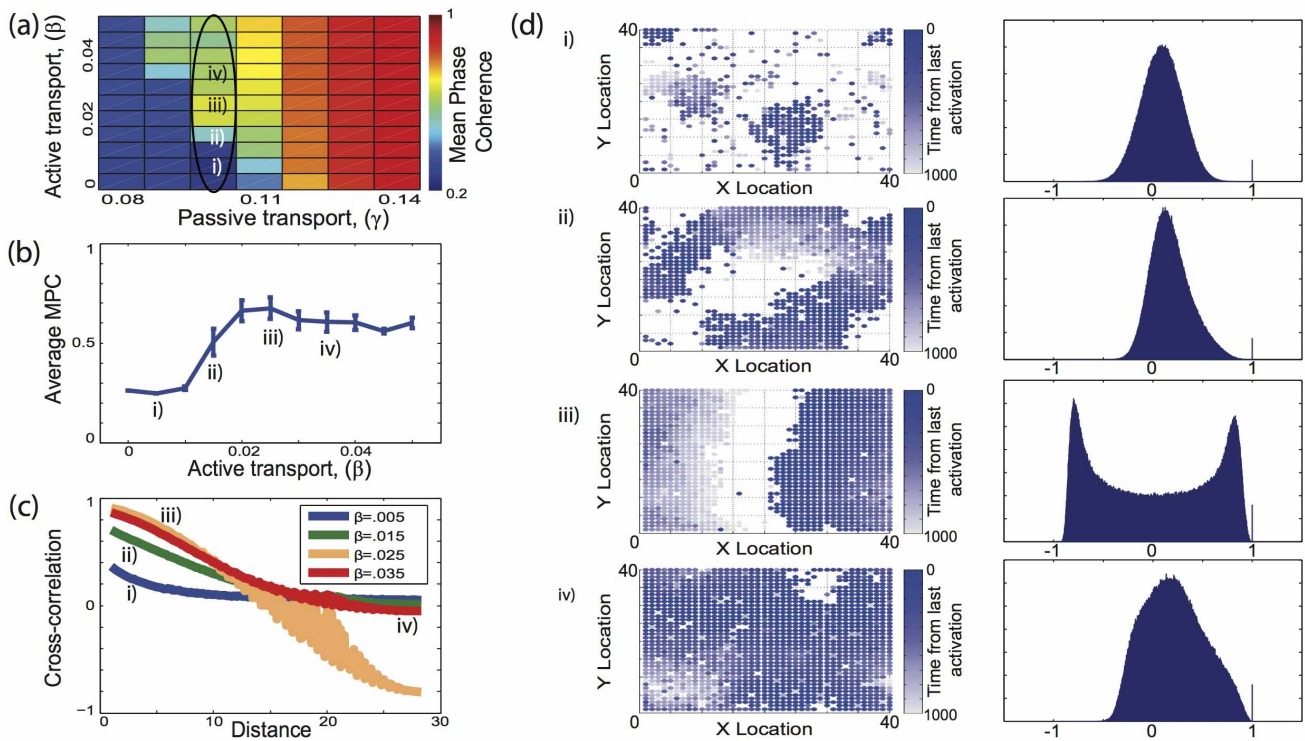 (a)
Active transport, (β)
0.04
0.02
0
iv)
iii)
ii)
i)
0.08
0.11
0.14
Passive transport, (γ)
1
Mean Phase
Coherence
0.2
(b)
Average MPC
1
0.5
0
i)
ii)
iii)
iv)
0
0.02
0.04
Active transport, (β)
(c)
Cross-correlation
1
0
−1
iii)
ii)
i)
iv)
β=.005
β=.015
β=.025
β=.035
0
10
20
30
Distance
(d)
i)
40
Y Location
X Location
40
0
Time from last
activation
1000
-1
0
1
ii)
40
Y Location
X Location
40
0
Time from last
activation
1000
-1
0
1
iii)
40
Y Location
X Location
40
0
Time from last
activation
1000
-1
0
1
iv)
40
Y Location
X Location
40
0
Time from last
activation
1000
-1
0
1